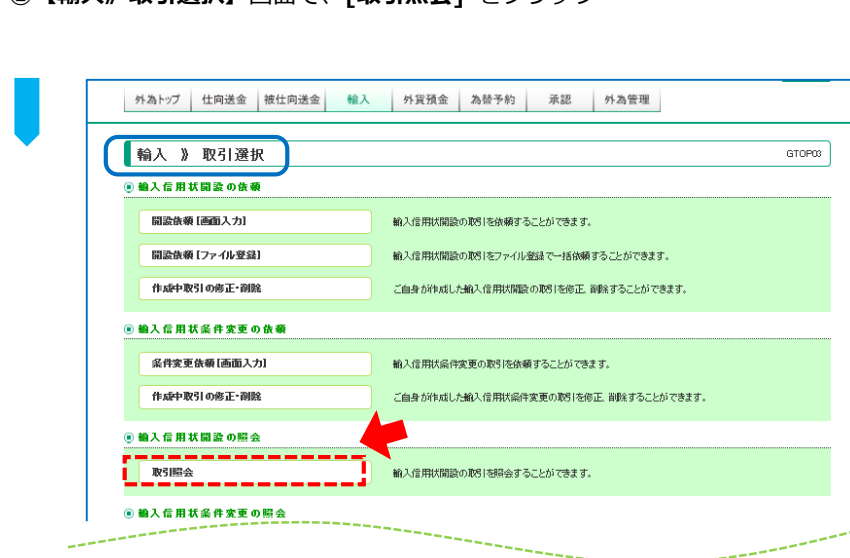 【輸入》取引選択】画面で、[取引照会] をクリック
外為トップ 仕向送金 被仕向送金 輸入 外貨預金 為替予約 承認 外為管理
輸入 》 取引選択 GTOP03
輸入信用状開設の依頼
開設依頼[画面入力] 輸入信用状開設の取引を依頼することができます。
開設依頼[ファイル登録] 輸入信用状開設の取引をファイル登録で一括依頼することができます。
作成中取引の修正・削除 ご自身が作成した輸入信用状開設の取引を修正、削除することができます。
輸入信用状条件変更の依頼
条件変更依頼[画面入力] 輸入信用状条件変更の取引を依頼することができます。
作成中取引の修正・削除 ご自身が作成した輸入信用状条件変更の取引を修正、削除することができます。
輸入信用状開設の照会
取引照会 輸入信用状開設の取引を照会することができます。
輸入信用状条件変更の照会